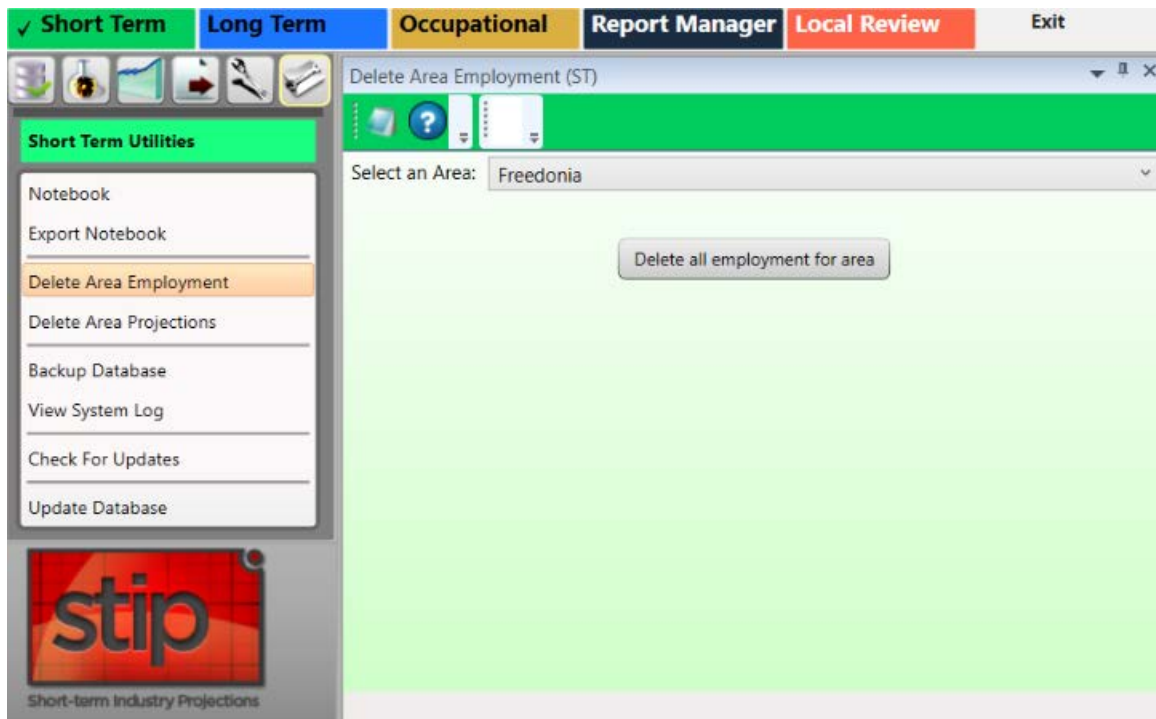 ✓ Short Term Long Term Occupational Report Manager Local Review Exit
Delete Area Employment (ST)
Short Term Utilities
Select an Area: Freedonia
Notebook
Export Notebook
Delete all employment for area
Delete Area Employment
Delete Area Projections
Backup Database
View System Log
Check For Updates
Update Database
stip
Short-term Industry Projections